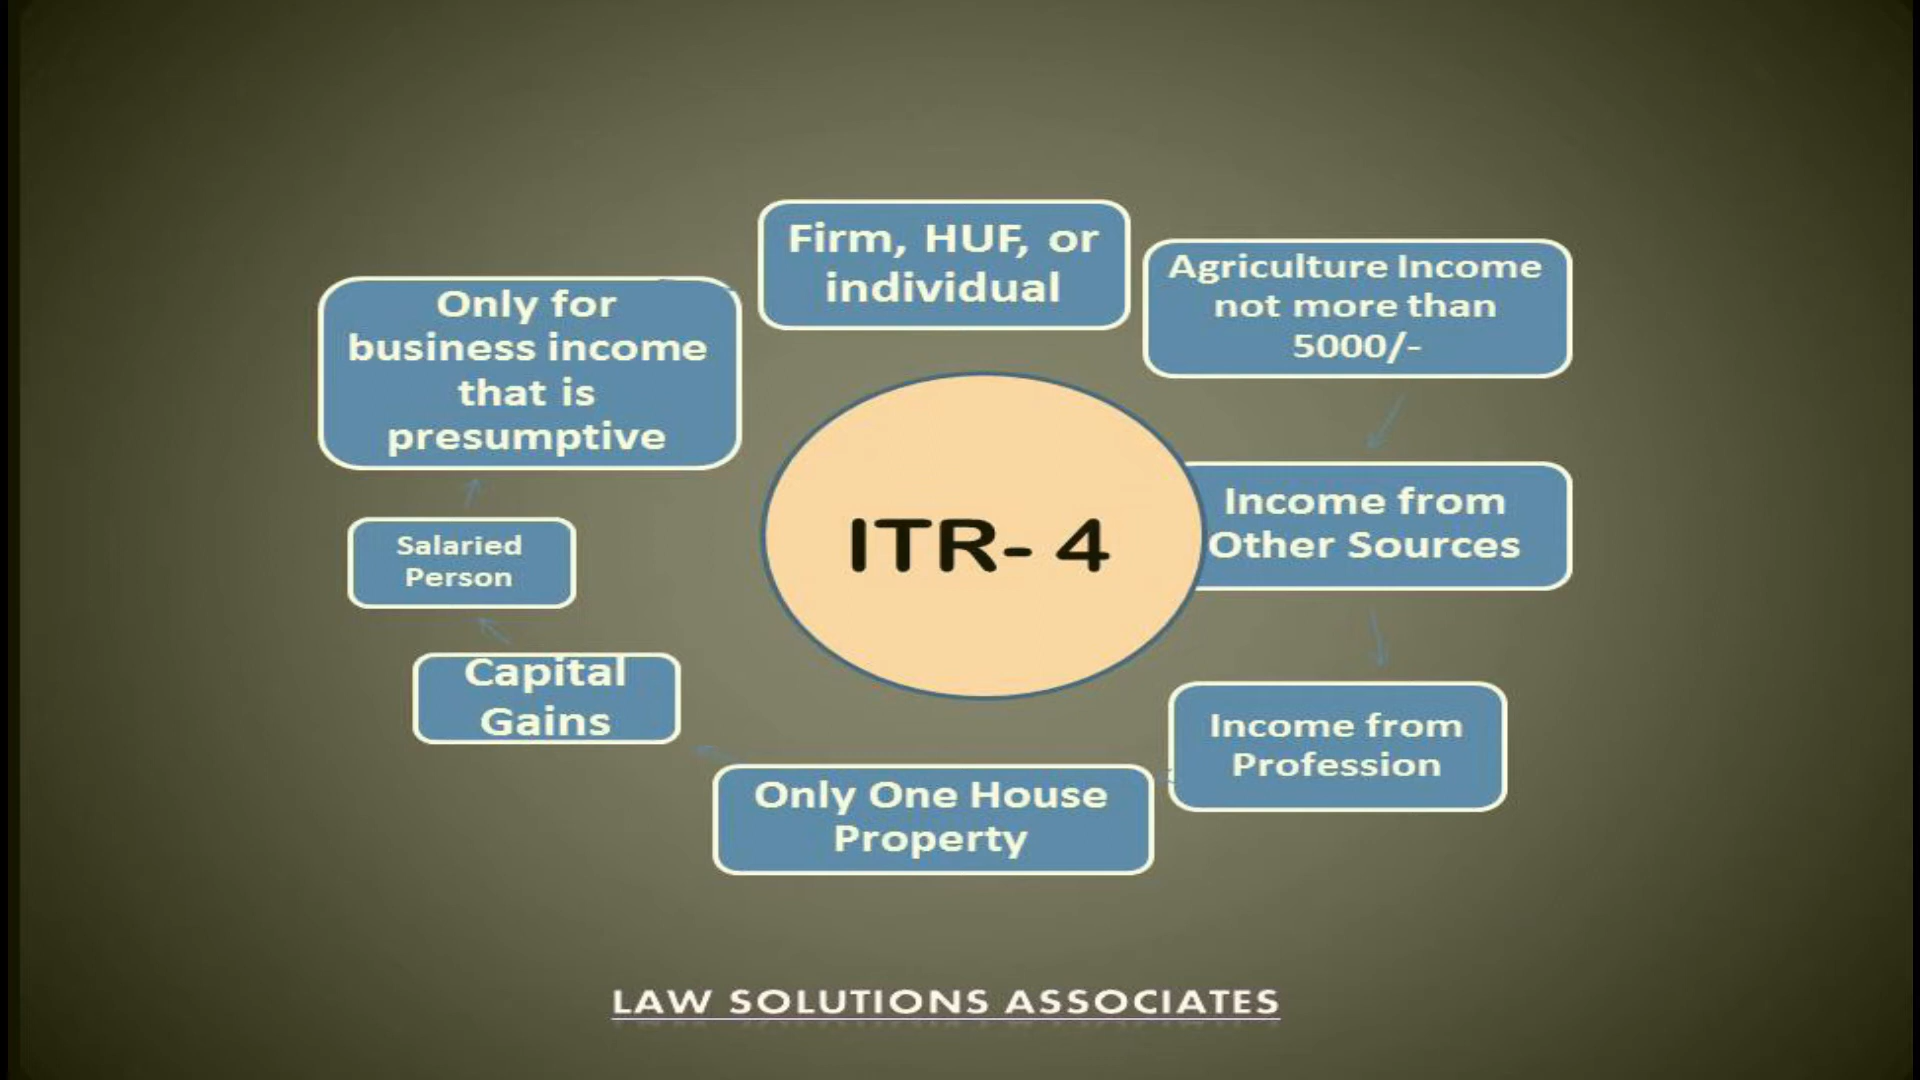 Firm, HUF, or
individual
Agriculture Income
not more than
5000/-
Income from
Other Sources
Income from
Profession
Only One House
Property
Capital
Gains
Salaried
Person
Only for
business income
that is
presumptive
ITR- 4
LAW SOLUTIONS ASSOCIATES